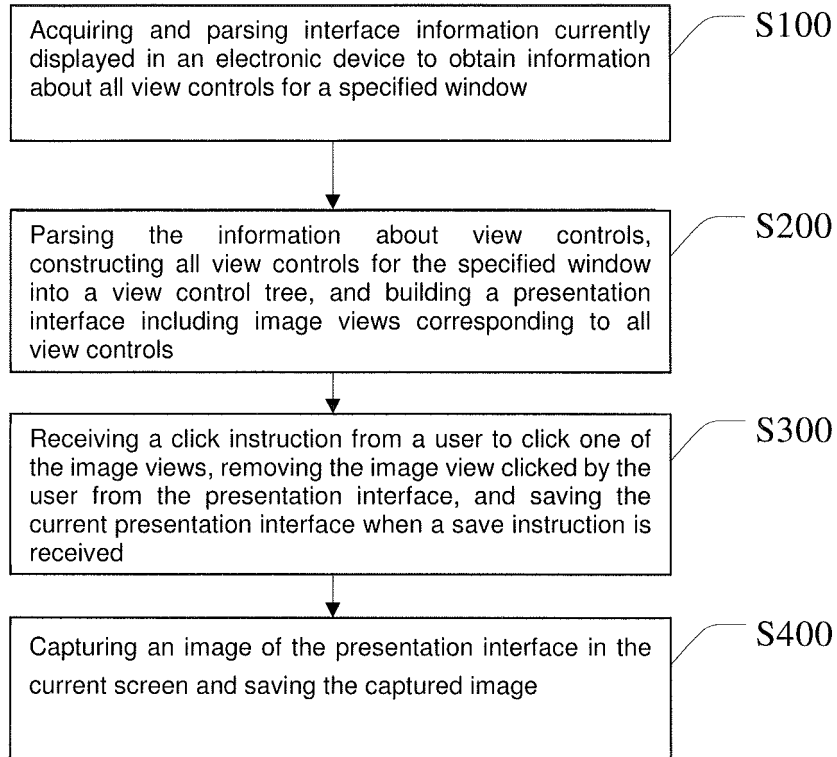 Acquiring and parsing interface information currently
displayed in an electronic device to obtain information
about all view controls for a specified window
S100
Parsing the information about view controls,
constructing all view controls for the specified window
into a view control tree, and building a presentation
interface including image views corresponding to all
view controls
S200
Receiving a click instruction from a user to click one of
the image views, removing the image view clicked by the
user from the presentation interface, and saving the
current presentation interface when a save instruction is
received
S300
Capturing an image of the presentation interface in the
current screen and saving the captured image
S400